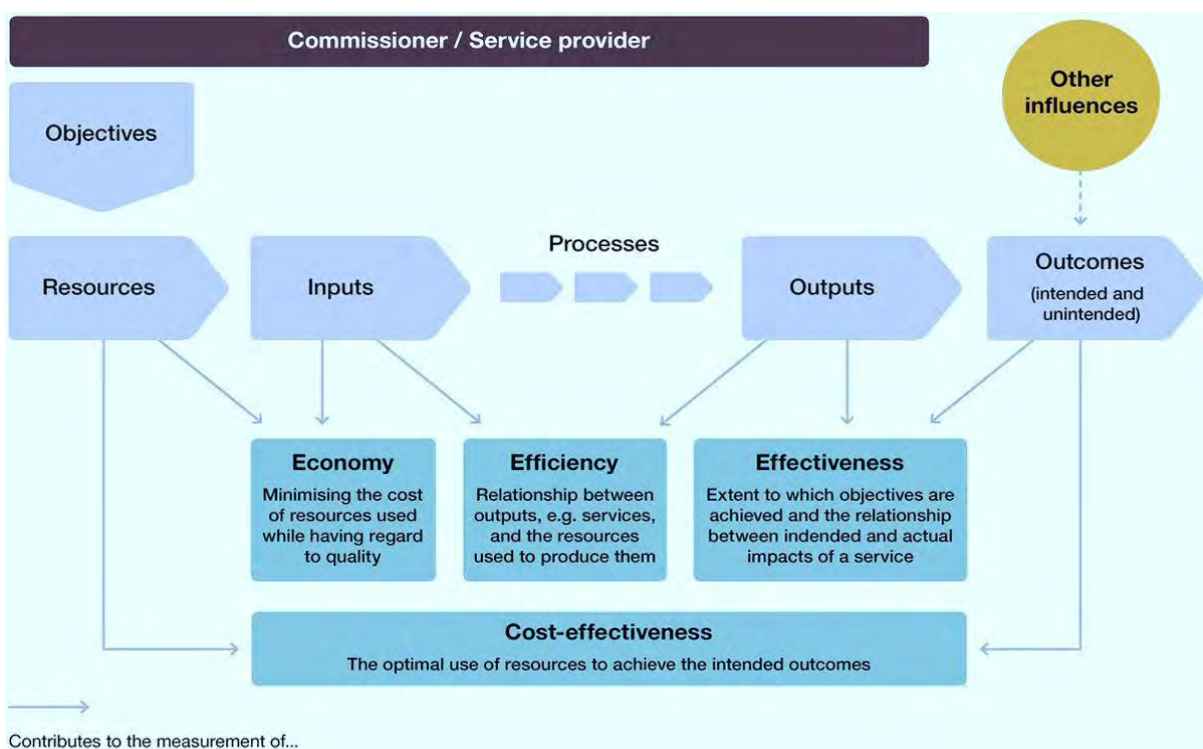 Commissioner / Service provider
Other
influences
Objectives
Resources
Inputs
Processes
Outputs
Outcomes
(intended and
unintended)
Economy
Minimising the cost
of resources used
while having regard
to quality
Efficiency
Relationship between
outputs, e.g. services,
and the resources
used to produce them
Effectiveness
Extent to which objectives are
achieved and the relationship
between indended and actual
impacts of a service
Cost-effectiveness
The optimal use of resources to achieve the intended outcomes
Contributes to the measurement of...